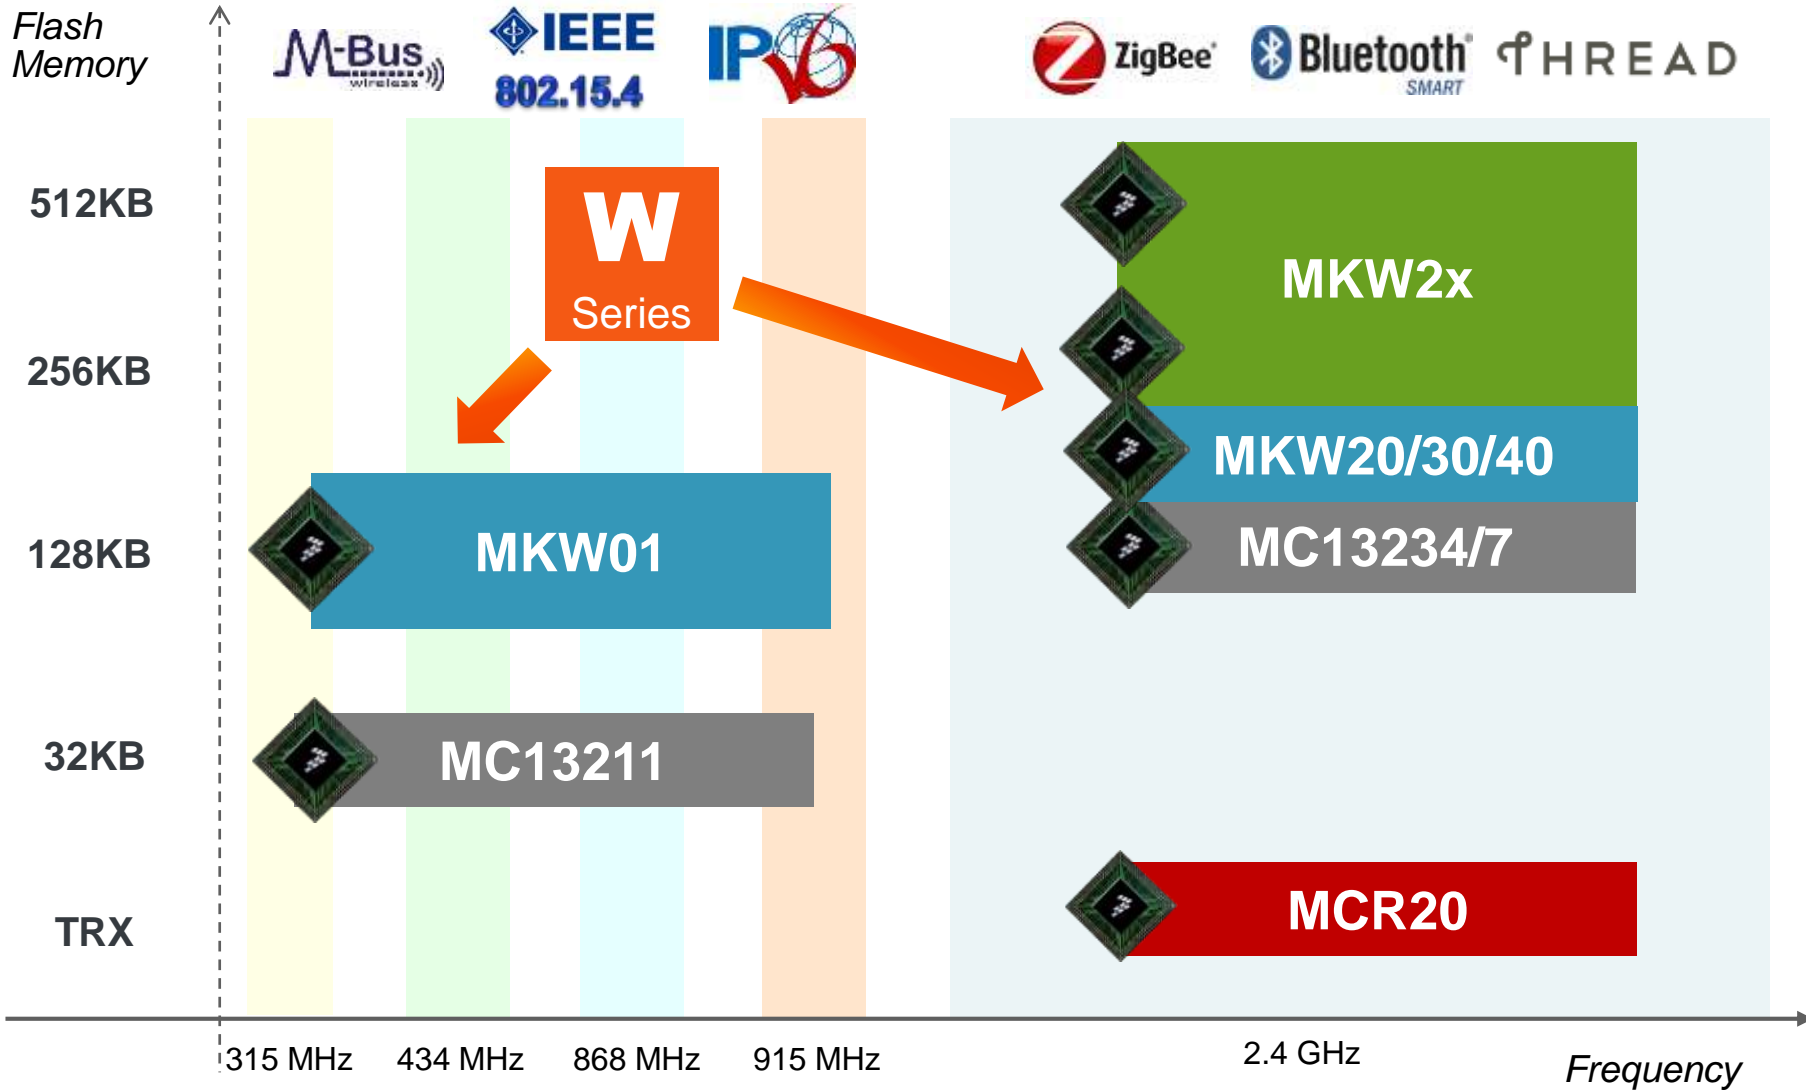 Flash
Memory
M-Bus
wireless
IEEE
802.15.4
IPV6
ZigBee®
Bluetooth®
SMART
THREAD
512KB
W
Series
MKW2x
256KB
MKW20/30/40
128KB
MKW01
MC13234/7
32KB
MC13211
TRX
MCR20
315 MHz
434 MHz
868 MHz
915 MHz
2.4 GHz
Frequency